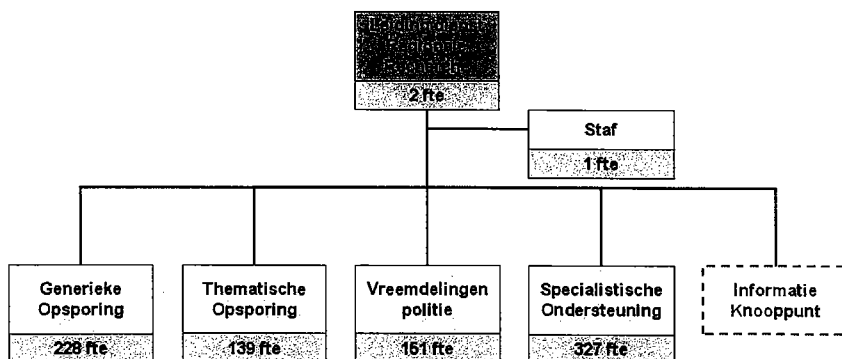 2 fte
Staf
1 fte
Generieke
Opsporing
228 fte
Thematische
Opsporing
139 fte
Vreemdelingen
politie
161 fte
Specialistische
Ondersteuning
327 fte
Informatie
Knooppunt